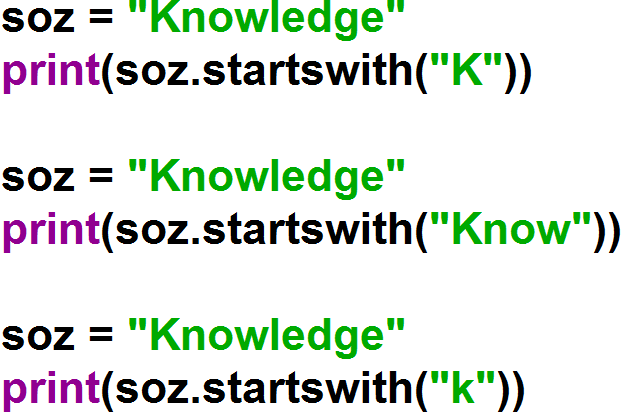 soz = "Knowledge"
print(soz.startswith("K"))
soz = "Knowledge"
print(soz.startswith("Know"))
soz = "Knowledge"
print(soz.startswith("k"))